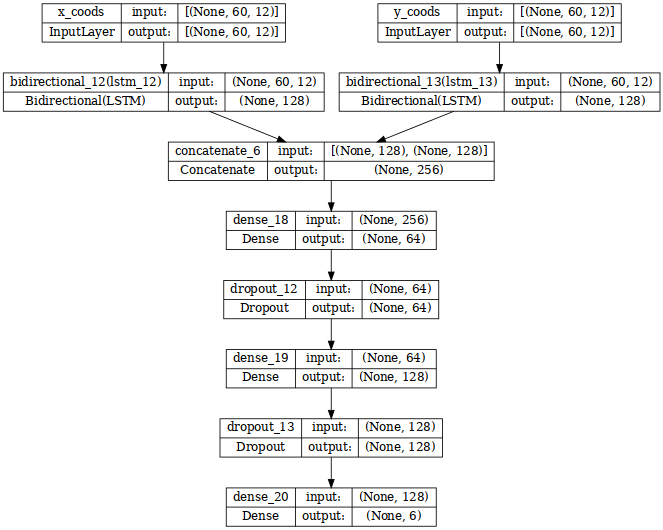 x_coods input: [(None, 60, 12)]
InputLayer output: [(None, 60, 12)]
y_coods input: [(None, 60, 12)]
InputLayer output: [(None, 60, 12)]
bidirectional_12(lstm_12) input: (None, 60, 12)
Bidirectional(LSTM) output: (None, 128)
bidirectional_13(lstm_13) input: (None, 60, 12)
Bidirectional(LSTM) output: (None, 128)
concatenate_6 input: [(None, 128), (None, 128)]
Concatenate output: (None, 256)
dense_18 input: (None, 256)
Dense output: (None, 64)
dropout_12 input: (None, 64)
Dropout output: (None, 64)
dense_19 input: (None, 64)
Dense output: (None, 128)
dropout_13 input: (None, 128)
Dropout output: (None, 128)
dense_20 input: (None, 128)
Dense output: (None, 6)